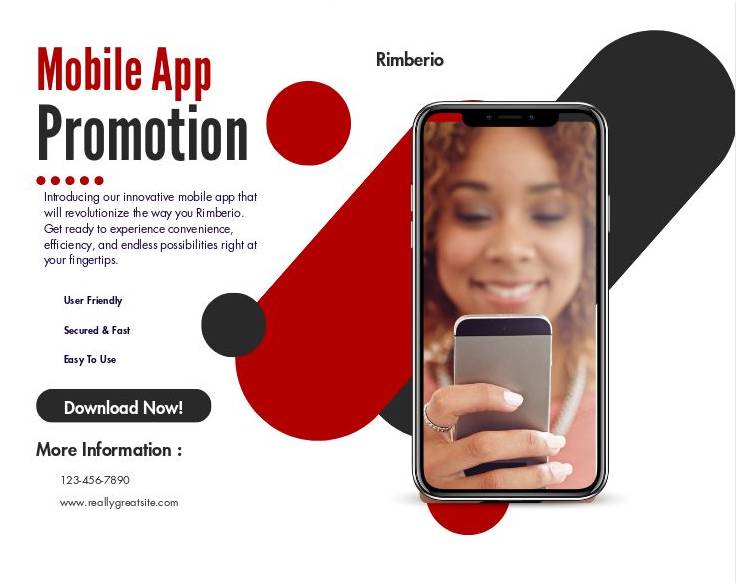 Mobile App
Promotion
Rimberio
Introducing our innovative mobile app that
will revolutionize the way you Rimberio.
Get ready to experience convenience,
efficiency, and endless possibilities right at
your fingertips.
User Friendly
Secured & Fast
Easy To Use
Download Now!
More Information :
123-456-7890
www.reallygreatsite.com